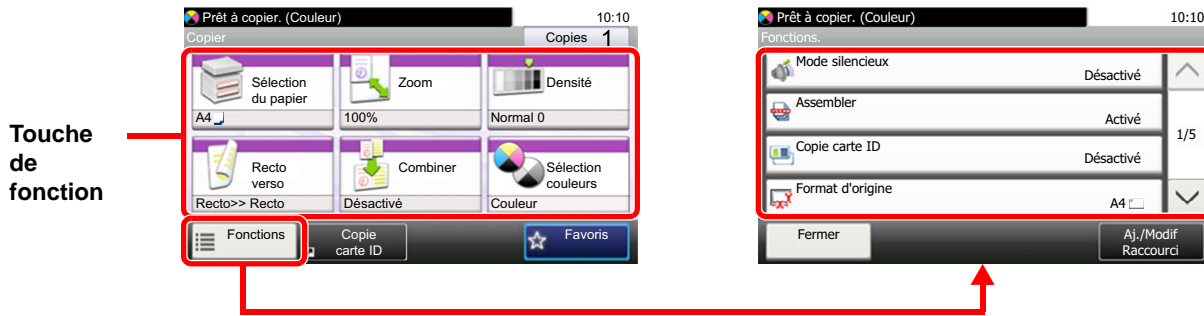 Touche
de
fonction
Prêt à copier. (Couleur)
10:10
Copier
Copies 1
Sélection
du papier
A4
Zoom
100%
Densité
Normal 0
Recto
verso
Recto>> Recto
Combiner
Désactivé
Sélection
couleurs
Couleur
Fonctions
Copie
carte ID
Favoris
Prêt à copier. (Couleur)
10:10
Fonctions.
Mode silencieux
Désactivé
Assembler
Activé
Copie carte ID
Désactivé
Format d'origine
A4
1/5
Fermer
Aj./Modif
Raccourci